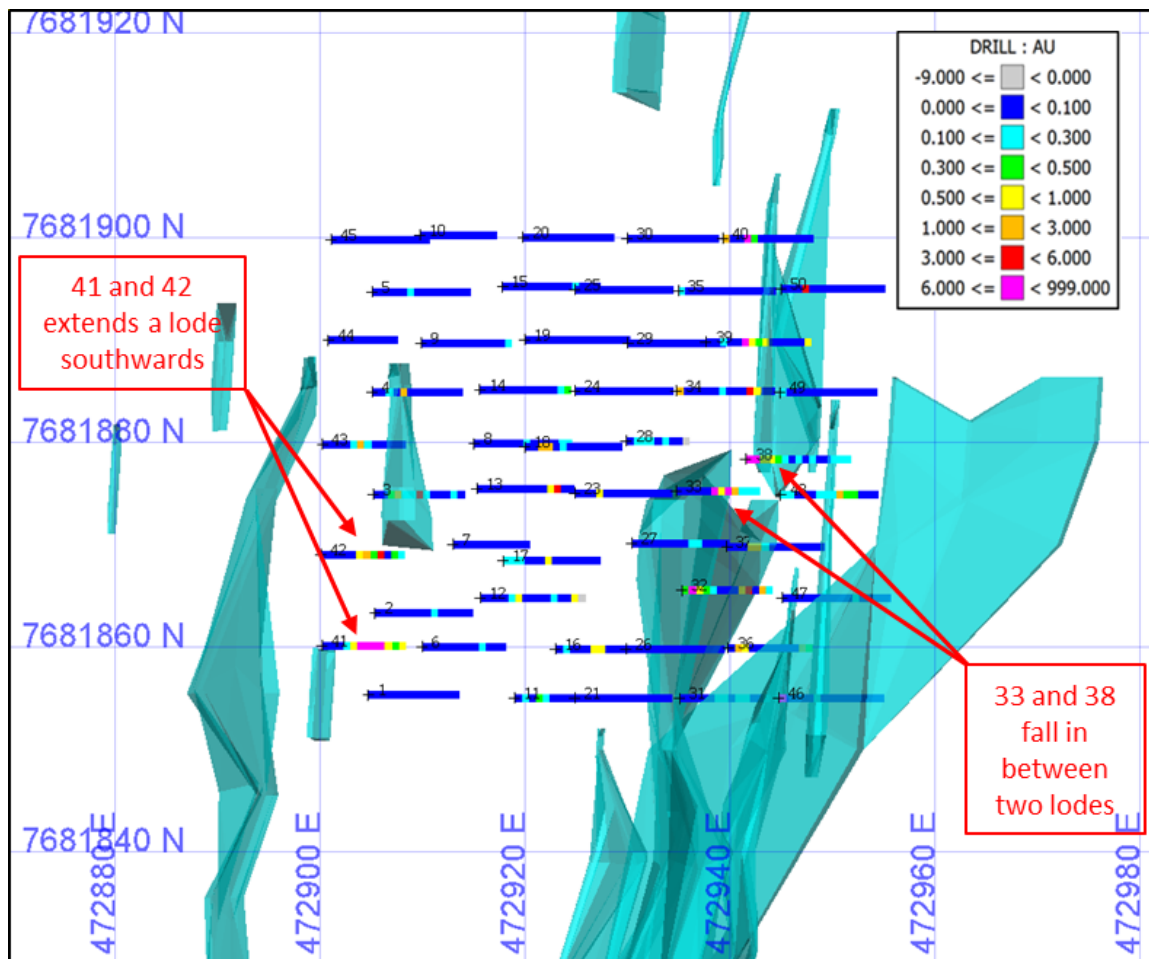 7681920 N
DRILL : AU
-9.000 <= < 0.000
0.000 <= < 0.100
0.100 <= < 0.300
0.300 <= < 0.500
0.500 <= < 1.000
1.000 <= < 3.000
3.000 <= < 6.000
6.000 <= < 999.000
7681900 N
45 10 20 30 40
41 and 42
extends a lode
southwards
5 15 25 35 50
44 9 19 29 39
4 14 24 34 49
7681880 N
43 8 18 28
38
3 13 23 33
42 7 17 27 37
32
12 47
2
7681860 N
41 6 16 26 36
1 11 21 31 46
33 and 38
fall in
between
two lodes
7681840 N
472880 E
472900 E
472920 E
472940 E
472960 E
472980 E